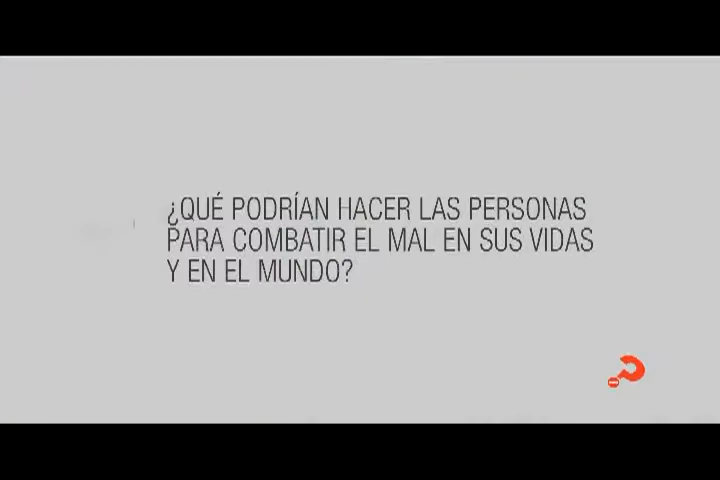 ¿QUÉ PODRÍAN HACER LAS PERSONAS
PARA COMBATIR EL MAL EN SUS VIDAS
Y EN EL MUNDO?